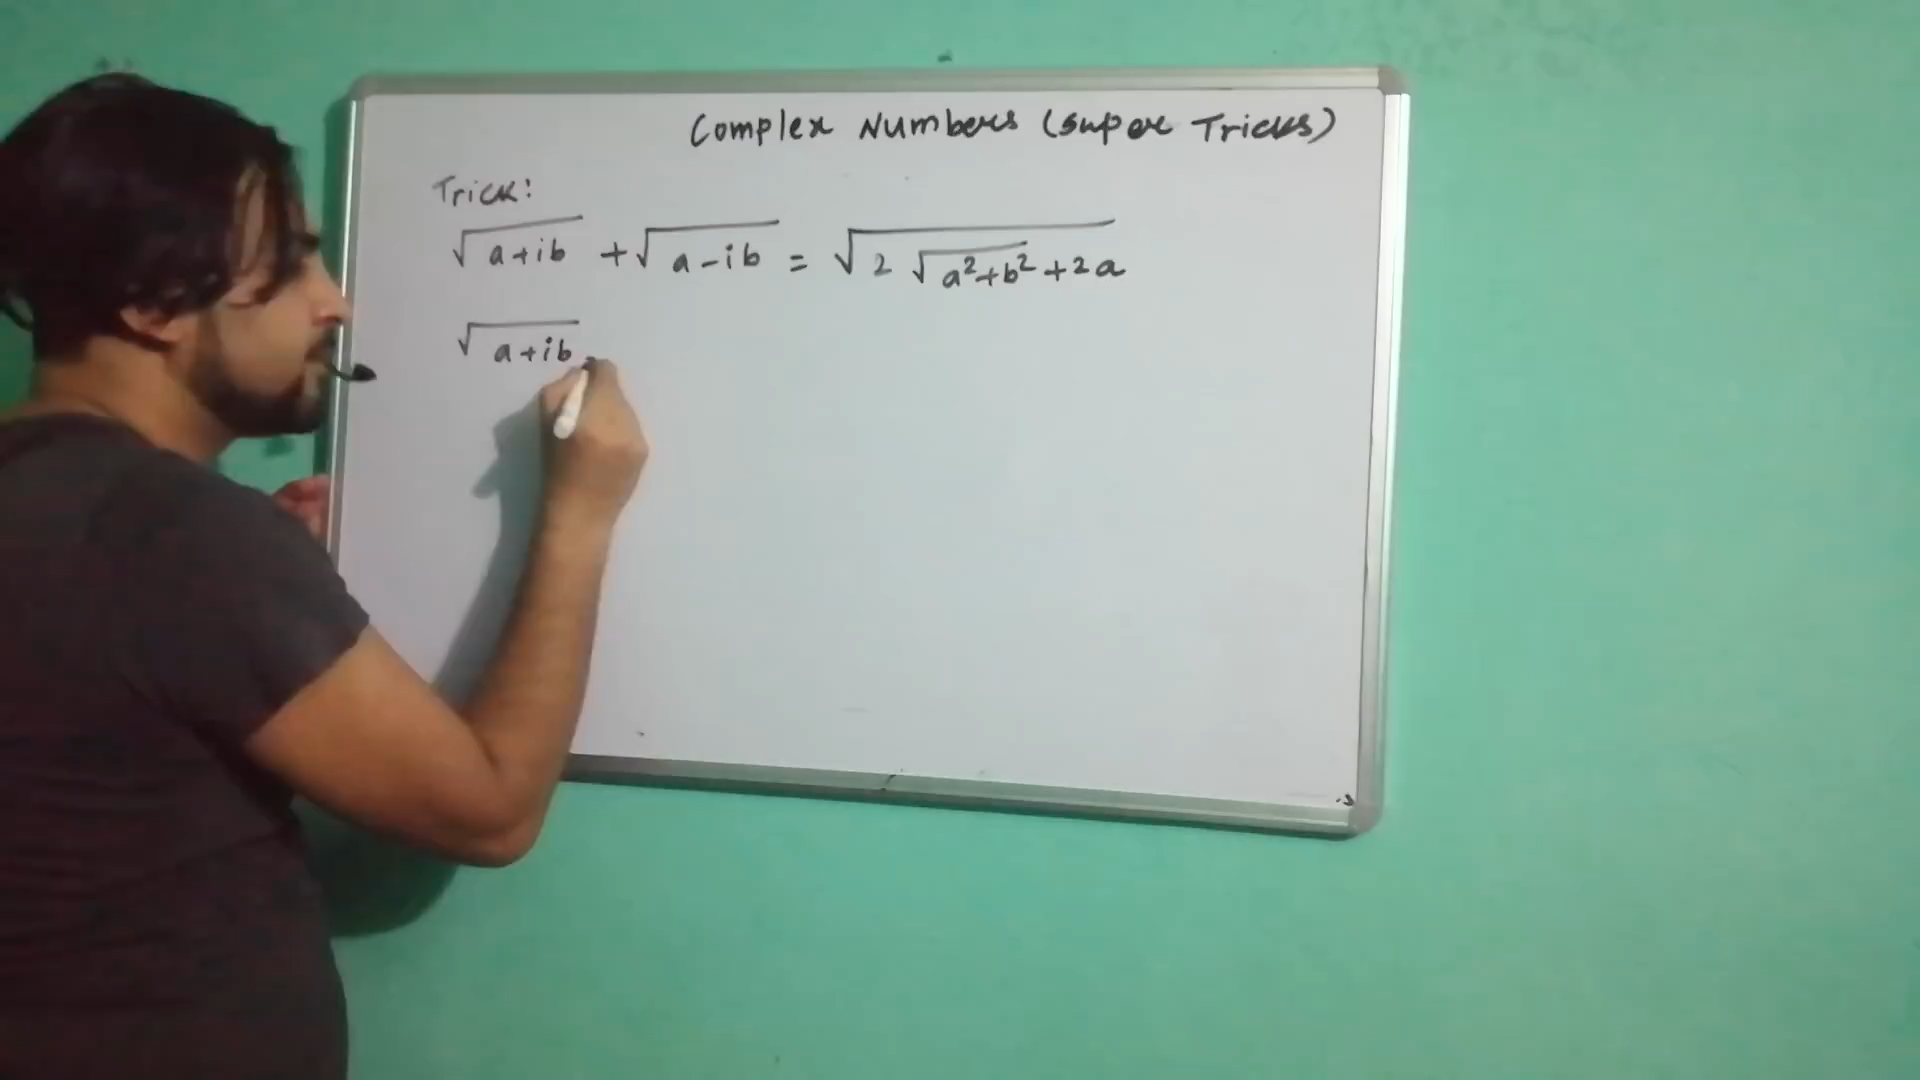 Complex Numbers (Super Tricks)
Trick:
√(a+ib) + √(a-ib) = √(2√(a²+b²)+2a)
√(a+ib)